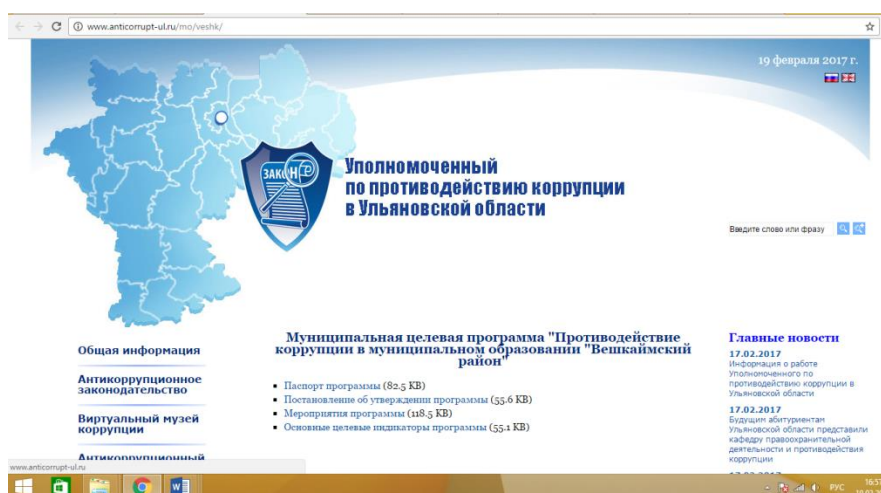 www.anticorrupt-ul.ru/mo/veshk/
19 февраля 2017 г.
ЗАКОН
Уполномоченный
по противодействию коррупции
в Ульяновской области
Введите слово или фразу
Муниципальная целевая программа "Противодействие
коррупции в муниципальном образовании "Вешкаймский
район"
Паспорт программы (82.5 KB)
Постановление об утверждении программы (55.6 KB)
Мероприятия программы (118.5 KB)
Основные целевые индикаторы программы (55.1 KB)
Общая информация
Антикоррупционное
законодательство
Виртуальный музей
коррупции
Антикоррупционный
Главные новости
17.02.2017
Информация о работе
Уполномоченного по
противодействию коррупции в
Ульяновской области
17.02.2017
Будущим абитуриентам
Ульяновской области представили
кафедру правоохранительной
деятельности и противодействия
коррупции
17.02.2017
www.anticorrupt-ul.ru
РУС